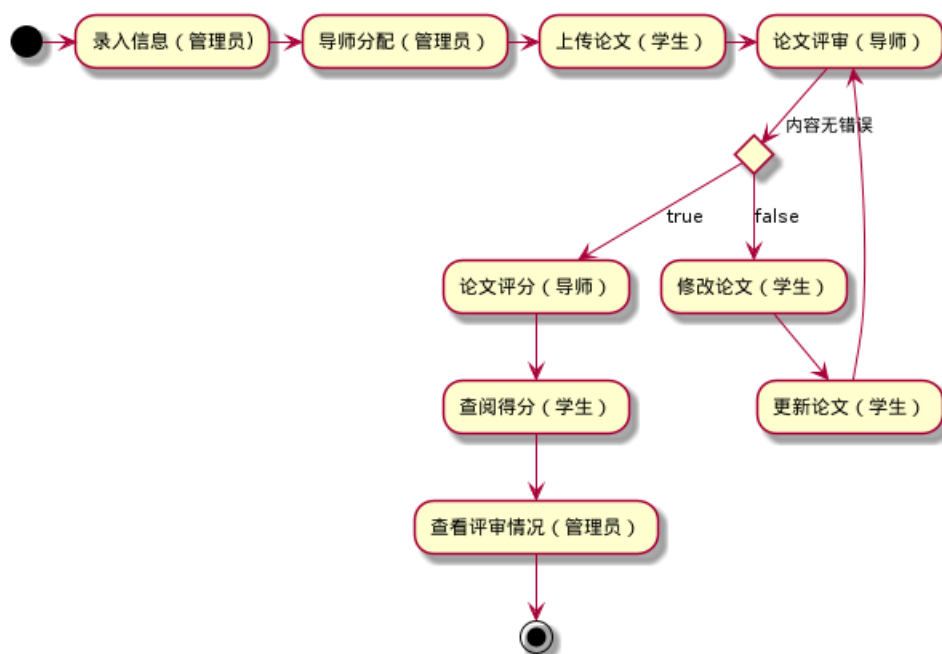 录入信息（管理员）
导师分配（管理员）
上传论文（学生）
论文评审（导师）
内容无错误
true
false
论文评分（导师）
修改论文（学生）
查阅得分（学生）
更新论文（学生）
查看评审情况（管理员）